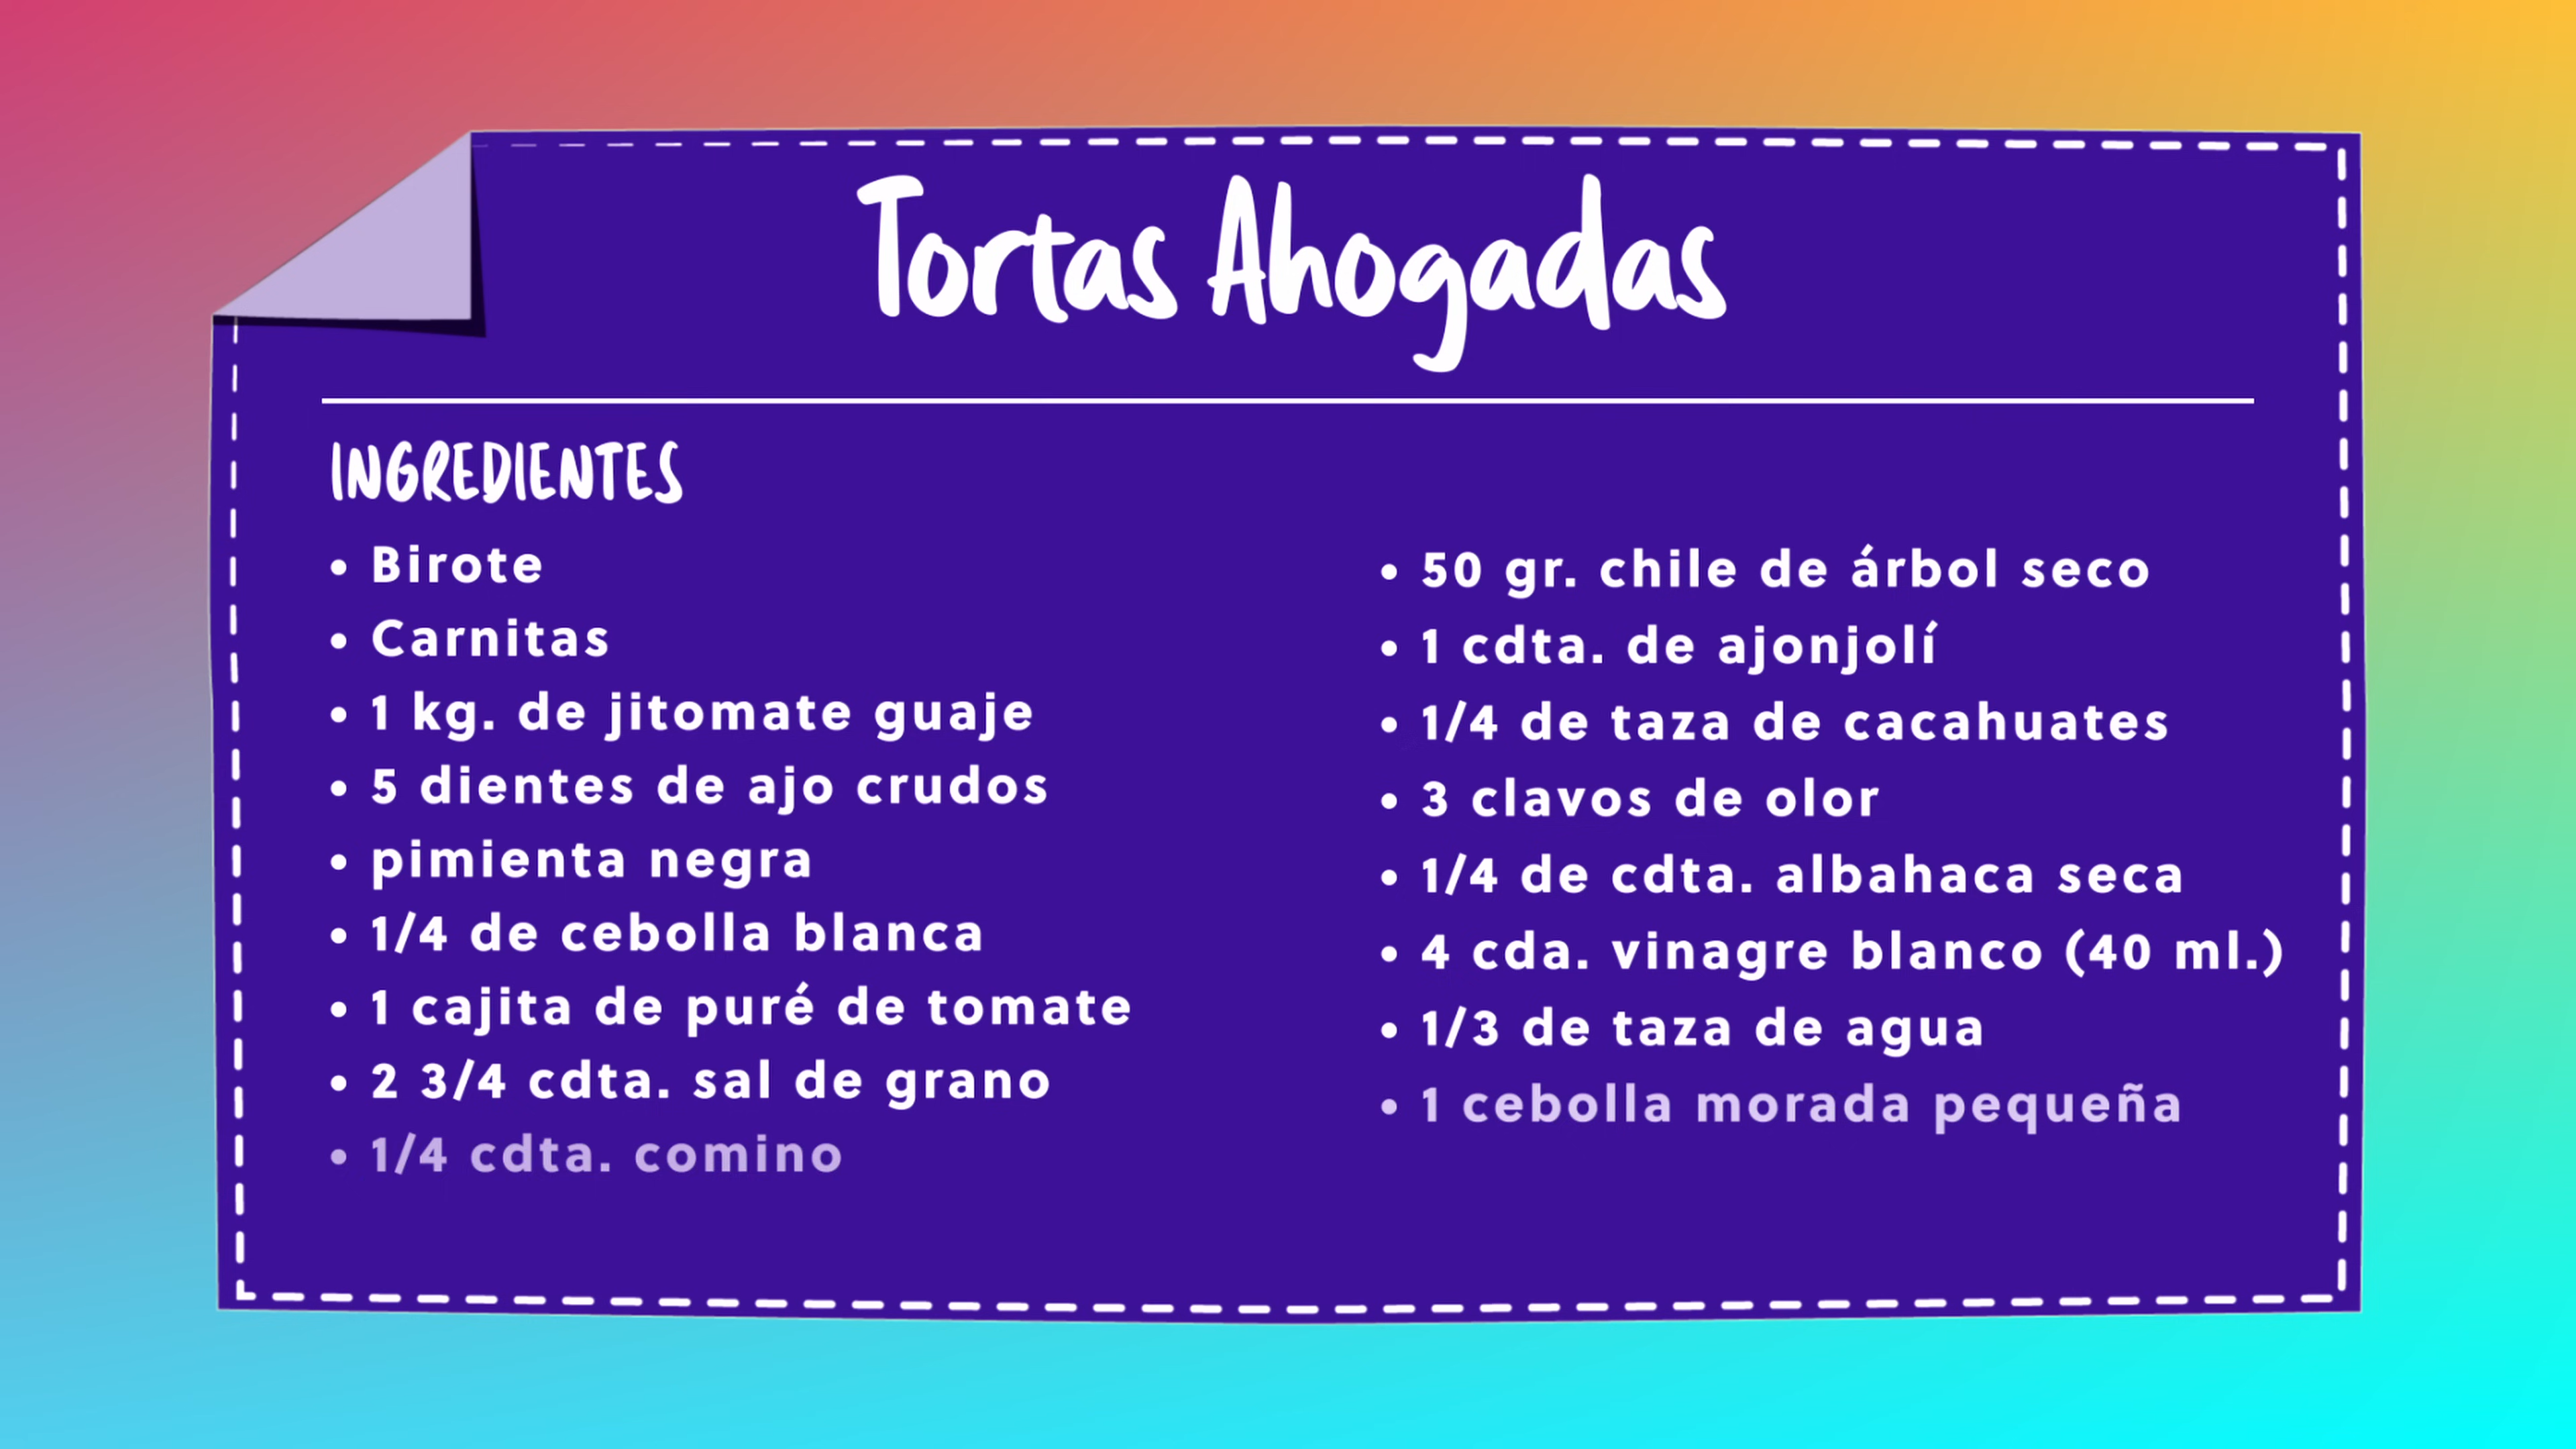 Tortas Ahogadas
INGREDIENTES
• Birote
• Carnitas
• 1 kg. de jitomate guaje
• 5 dientes de ajo crudos
• pimienta negra
• 1/4 de cebolla blanca
• 1 cajita de puré de tomate
• 2 3/4 cdta. sal de grano
• 1/4 cdta. comino
• 50 gr. chile de árbol seco
• 1 cdta. de ajonjolí
• 1/4 de taza de cacahuates
• 3 clavos de olor
• 1/4 de cdta. albahaca seca
• 4 cda. vinagre blanco (40 ml.)
• 1/3 de taza de agua
• 1 cebolla morada pequeña